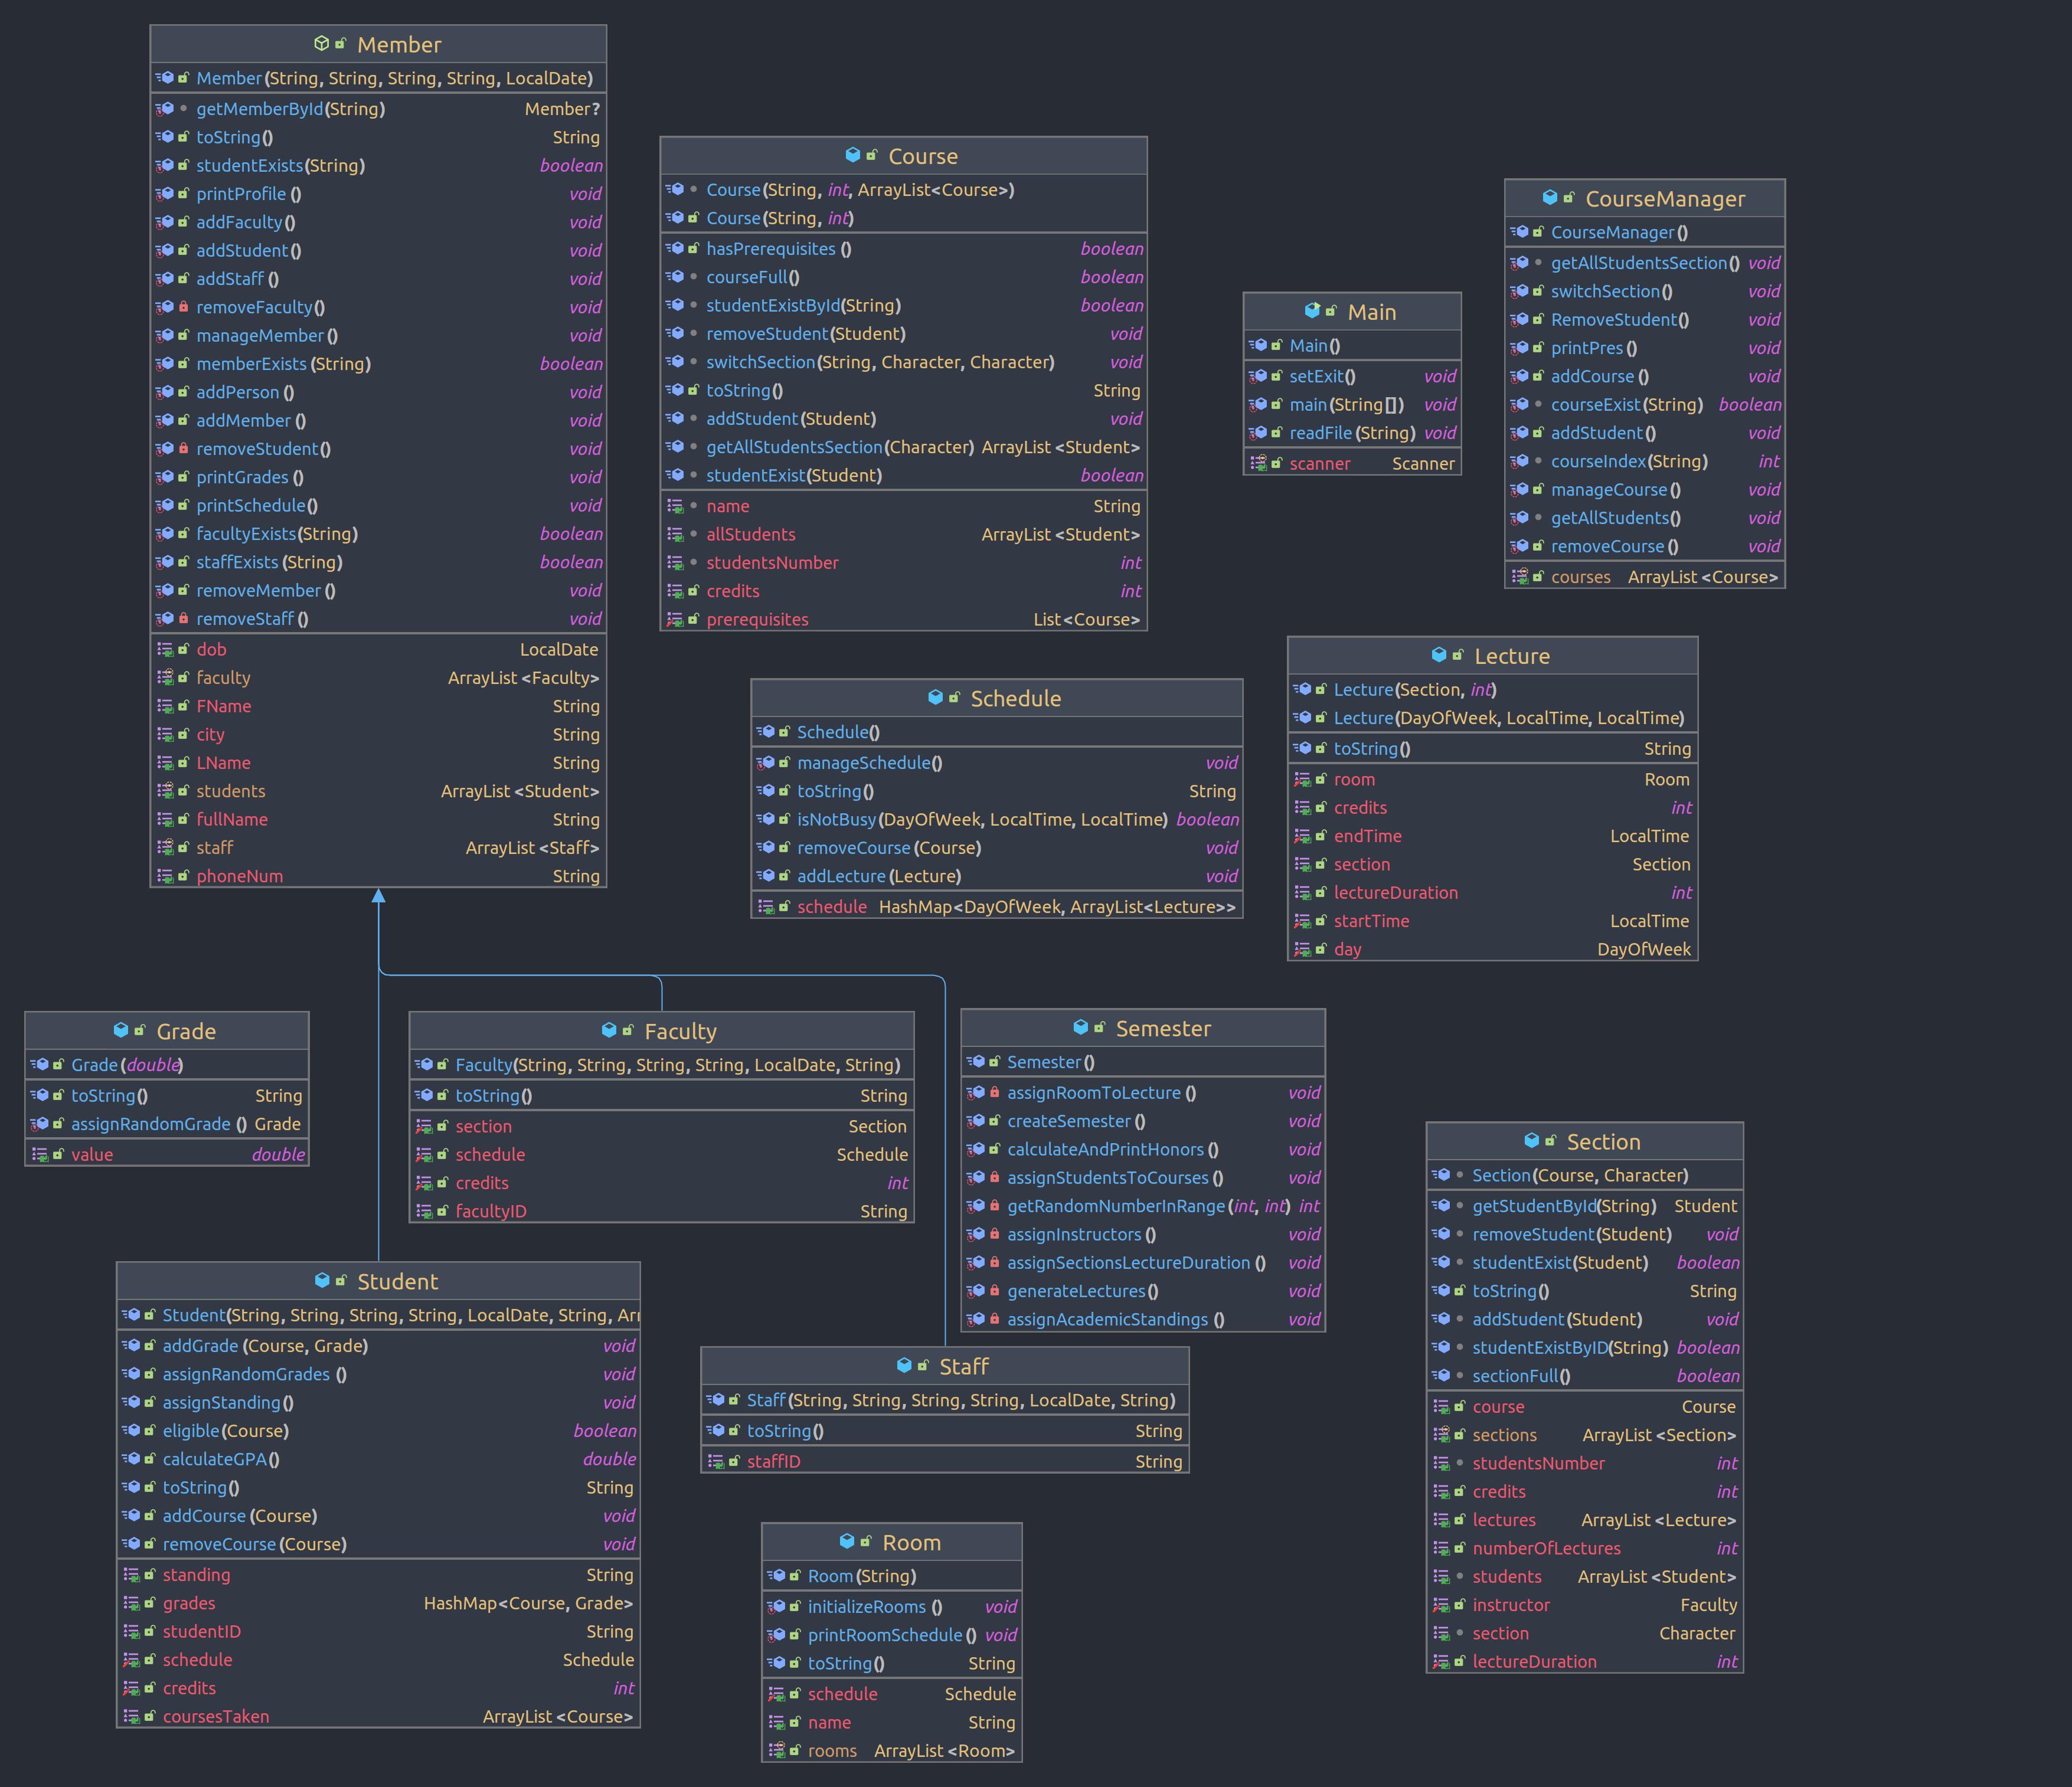 Member
Member(String, String, String, String, LocalDate)
getMemberById(String) Member?
toString() String
studentExists(String) boolean
printProfile() void
addFaculty() void
addStudent() void
addStaff() void
removeFaculty() void
manageMember() void
memberExists(String) boolean
addPerson() void
addMember() void
removeStudent() void
printGrades() void
printSchedule() void
facultyExists(String) boolean
staffExists(String) boolean
removeMember() void
removeStaff() void
dob LocalDate
faculty ArrayList<Faculty>
FName String
city String
LName String
students ArrayList<Student>
fullName String
staff ArrayList<Staff>
phoneNum String
Course
Course(String, int, ArrayList<Course>)
Course(String, int)
hasPrerequisites() boolean
courseFull() boolean
studentExistById(String) boolean
removeStudent(Student) void
switchSection(String, Character, Character) void
toString() String
addStudent(Student) void
getAllStudentsSection(Character) ArrayList<Student>
studentExist(Student) boolean
name String
allStudents ArrayList<Student>
studentsNumber int
credits int
prerequisites List<Course>
Main
Main()
setExit() void
main(String[]) void
readFile(String) void
scanner Scanner
CourseManager
CourseManager()
getAllStudentsSection() void
switchSection() void
RemoveStudent() void
printPres() void
addCourse() void
courseExist(String) boolean
addStudent() void
courseIndex(String) int
manageCourse() void
getAllStudents() void
removeCourse() void
courses ArrayList<Course>
Schedule
Schedule()
manageSchedule() void
toString() String
isNotBusy(DayOfWeek, LocalTime, LocalTime) boolean
removeCourse(Course) void
addLecture(Lecture) void
schedule HashMap<DayOfWeek, ArrayList<Lecture>>
Lecture
Lecture(Section, int)
Lecture(DayOfWeek, LocalTime, LocalTime)
toString() String
room Room
credits int
endTime LocalTime
section Section
lectureDuration int
startTime LocalTime
day DayOfWeek
Grade
Grade(double)
toString() String
assignRandomGrade() Grade
value double
Faculty
Faculty(String, String, String, String, LocalDate, String)
toString() String
section Section
schedule Schedule
credits int
facultyID String
Semester
Semester()
assignRoomToLecture() void
createSemester() void
calculateAndPrintHonors() void
assignStudentsToCourses() void
getRandomNumberInRange(int, int) int
assignInstructors() void
assignSectionsLectureDuration() void
generateLectures() void
assignAcademicStandings() void
Section
Section(Course, Character)
getStudentById(String) Student
removeStudent(Student) void
studentExist(Student) boolean
toString() String
addStudent(Student) void
studentExistByID(String) boolean
sectionFull() boolean
course Course
sections ArrayList<Section>
studentsNumber int
credits int
lectures ArrayList<Lecture>
numberOfLectures int
students ArrayList<Student>
instructor Faculty
section Character
lectureDuration int
Student
Student(String, String, String, String, LocalDate, String, Arr
addGrade(Course, Grade) void
assignRandomGrades() void
assignStanding() void
eligible(Course) boolean
calculateGPA() double
toString() String
addCourse(Course) void
removeCourse(Course) void
standing String
grades HashMap<Course, Grade>
studentID String
schedule Schedule
credits int
coursesTaken ArrayList<Course>
Staff
Staff(String, String, String, String, LocalDate, String)
toString() String
staffID String
Room
Room(String)
initializeRooms() void
printRoomSchedule() void
toString() String
schedule Schedule
name String
rooms ArrayList<Room>